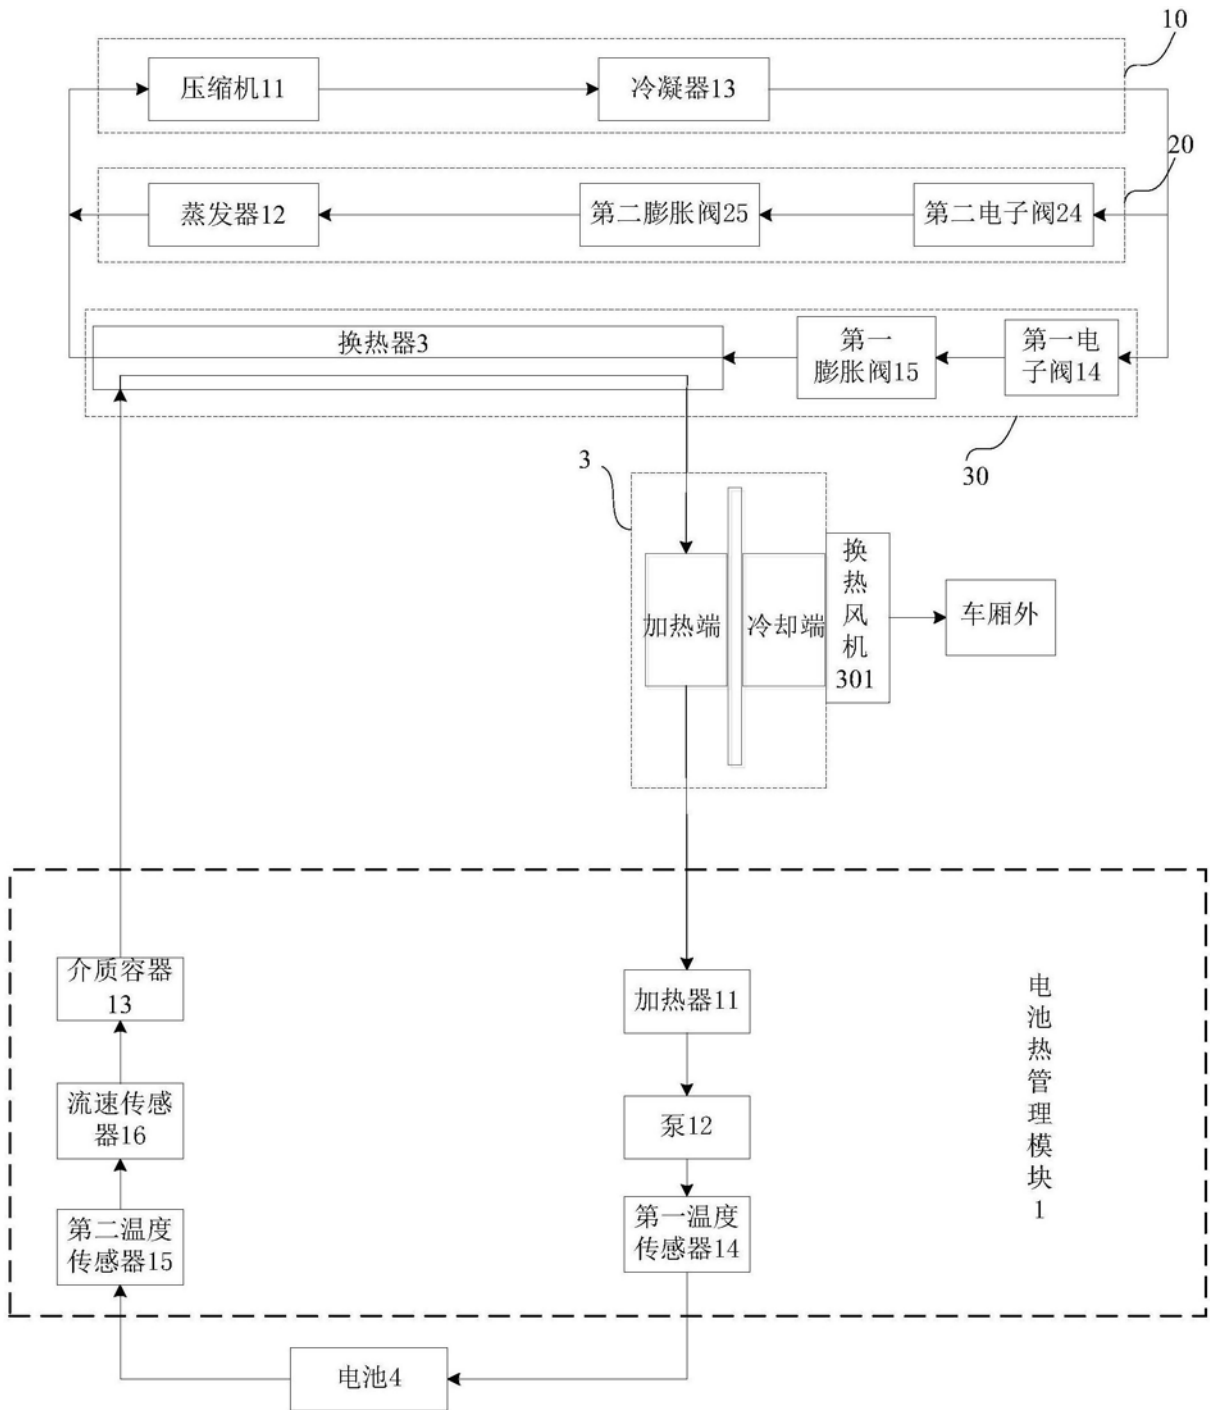 10
压缩机11
冷凝器13
20
蒸发器12
第二膨胀阀25
第二电子阀24
换热器3
第一
膨胀阀15
第一电
子阀14
30
3
加热端
冷却端
换
热
风
机
301
车厢外
介质容器
13
加热器11
电
池
热
管
理
模
块
1
流速传感
器16
泵12
第二温度
传感器15
第一温度
传感器14
电池4